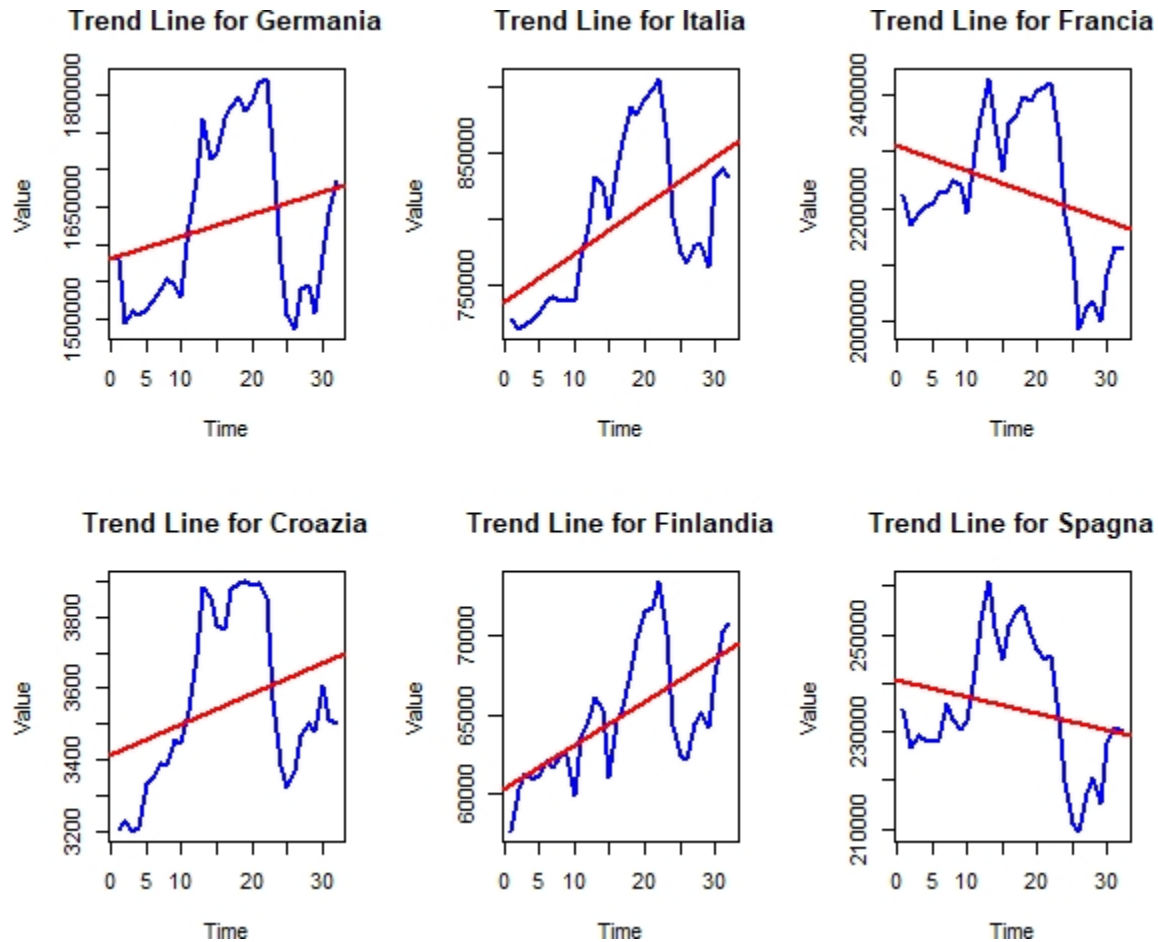 Trend Line for Germania
Value
1500000 1650000 1800000
0 5 10 20 30
Time
Trend Line for Italia
Value
750000 850000
0 5 10 20 30
Time
Trend Line for Francia
Value
2000000 2200000 2400000
0 5 10 20 30
Time
Trend Line for Croazia
Value
3200 3400 3600 3800
0 5 10 20 30
Time
Trend Line for Finlandia
Value
60000 65000 70000
0 5 10 20 30
Time
Trend Line for Spagna
Value
210000 230000 250000
0 5 10 20 30
Time